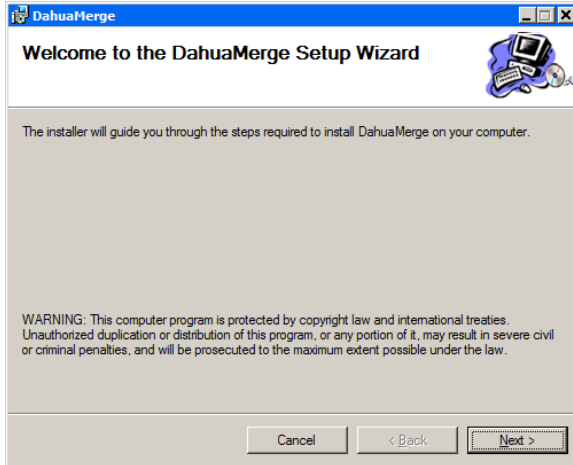 DahuaMerge
Welcome to the DahuaMerge Setup Wizard
The installer will guide you through the steps required to install DahuaMerge on your computer.
WARNING: This computer program is protected by copyright law and international treaties.
Unauthorized duplication or distribution of this program, or any portion of it, may result in severe civil
or criminal penalties, and will be prosecuted to the maximum extent possible under the law.
Cancel
< Back
Next >